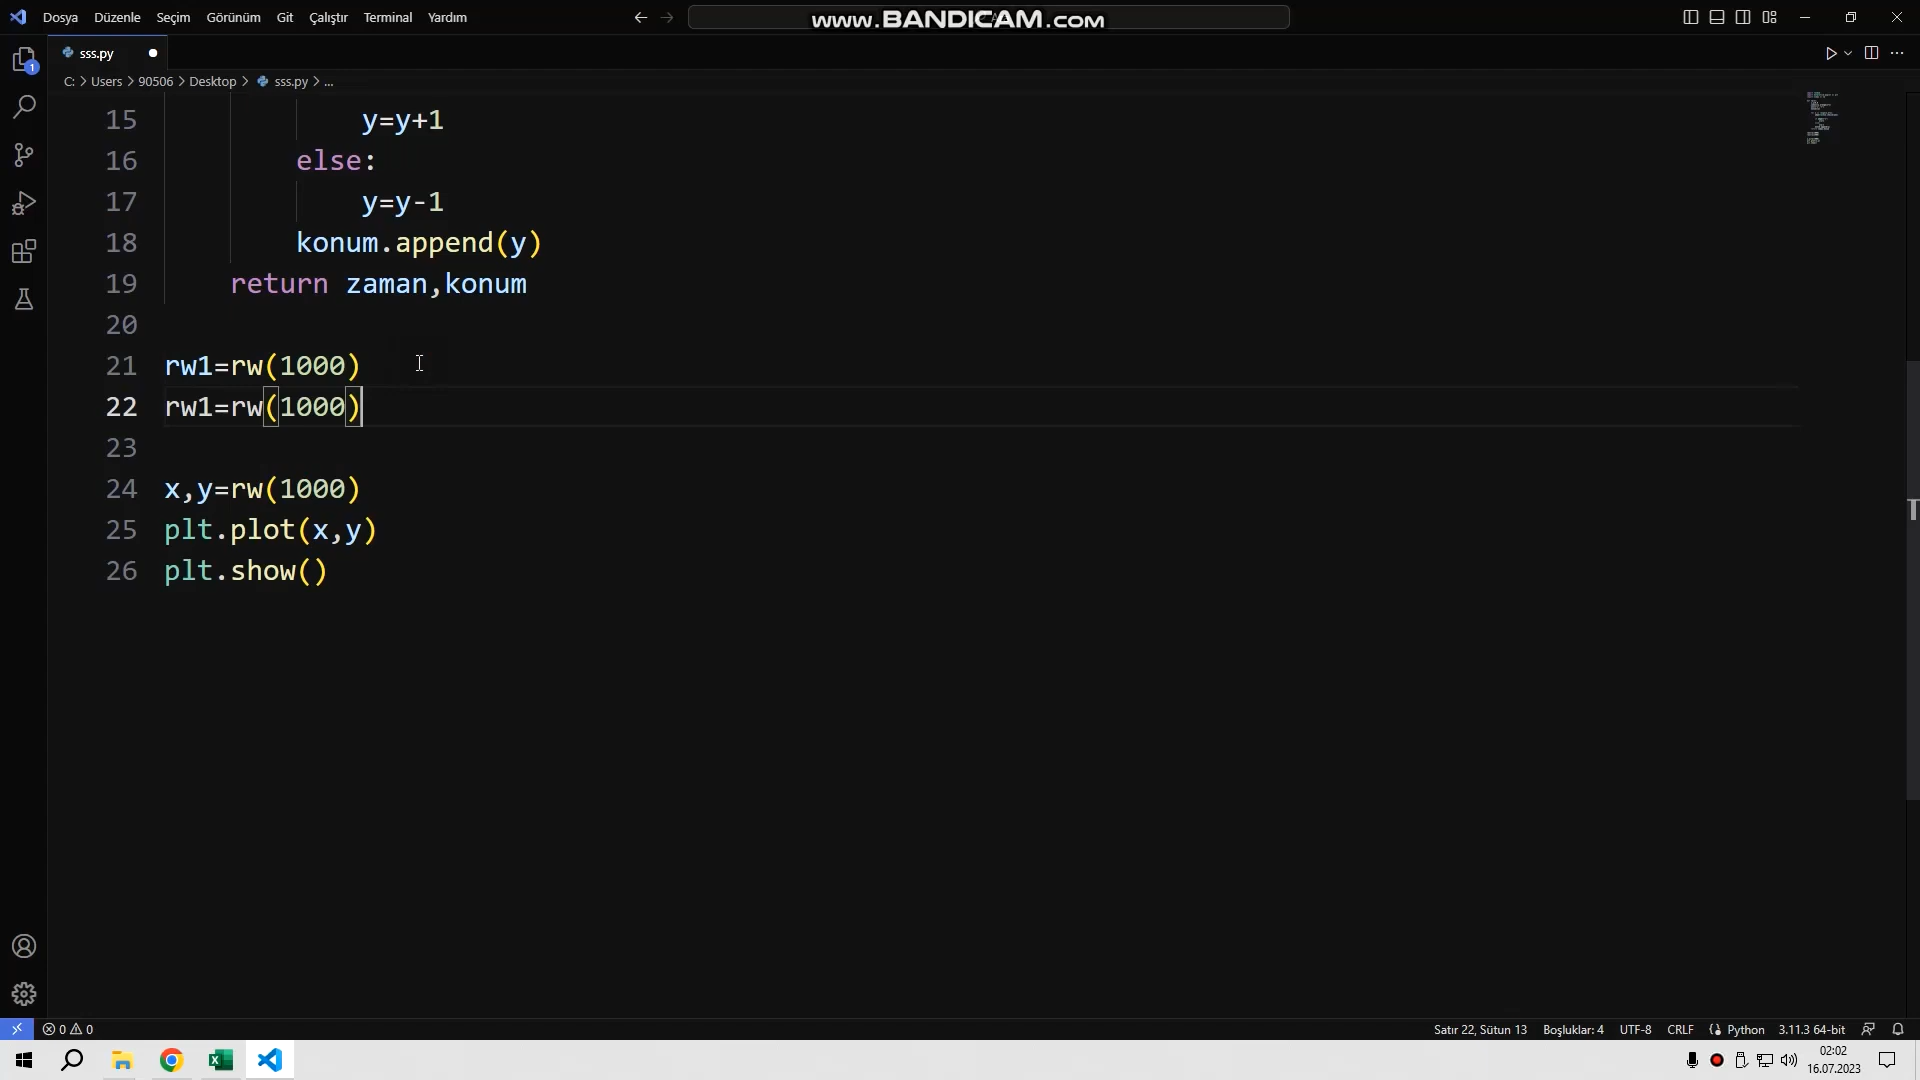 Dosya Düzenle Seçim Görünüm Git Çalıştır Terminal Yardım
www.BANDICAM.com
sss.py
C: > Users > 90506 > Desktop > sss.py > ...
15 y=y+1
16 else:
17 y=y-1
18 konum.append(y)
19 return zaman,konum
20
21 rw1=rw(1000)
22 rw1=rw(1000)
23
24 x,y=rw(1000)
25 plt.plot(x,y)
26 plt.show()
1
0 0
Satır 22, Sütun 13 Boşluklar: 4 UTF-8 CRLF Python 3.11.3 64-bit
02:02
16.07.2023